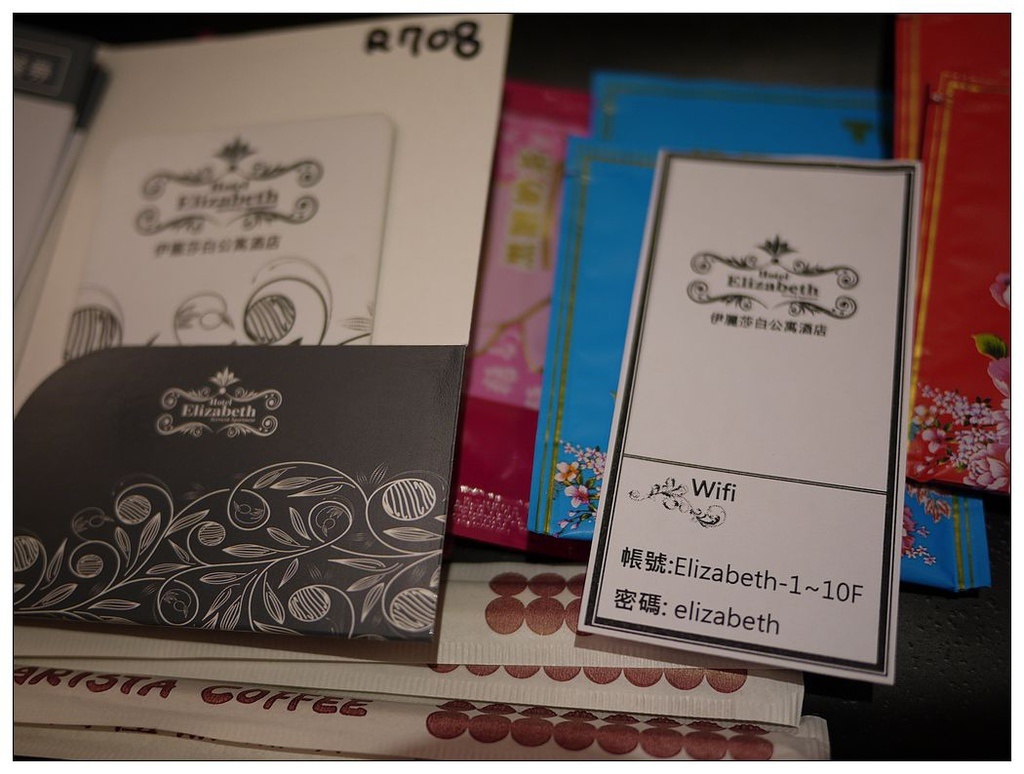 R708
Hotel
Elizabeth
伊麗莎白公寓酒店
Hotel
Elizabeth
Hotel
Elizabeth
伊麗莎白公寓酒店
Wifi
帳號:Elizabeth-1~10F
密碼: elizabeth
ARISTA COFFEE